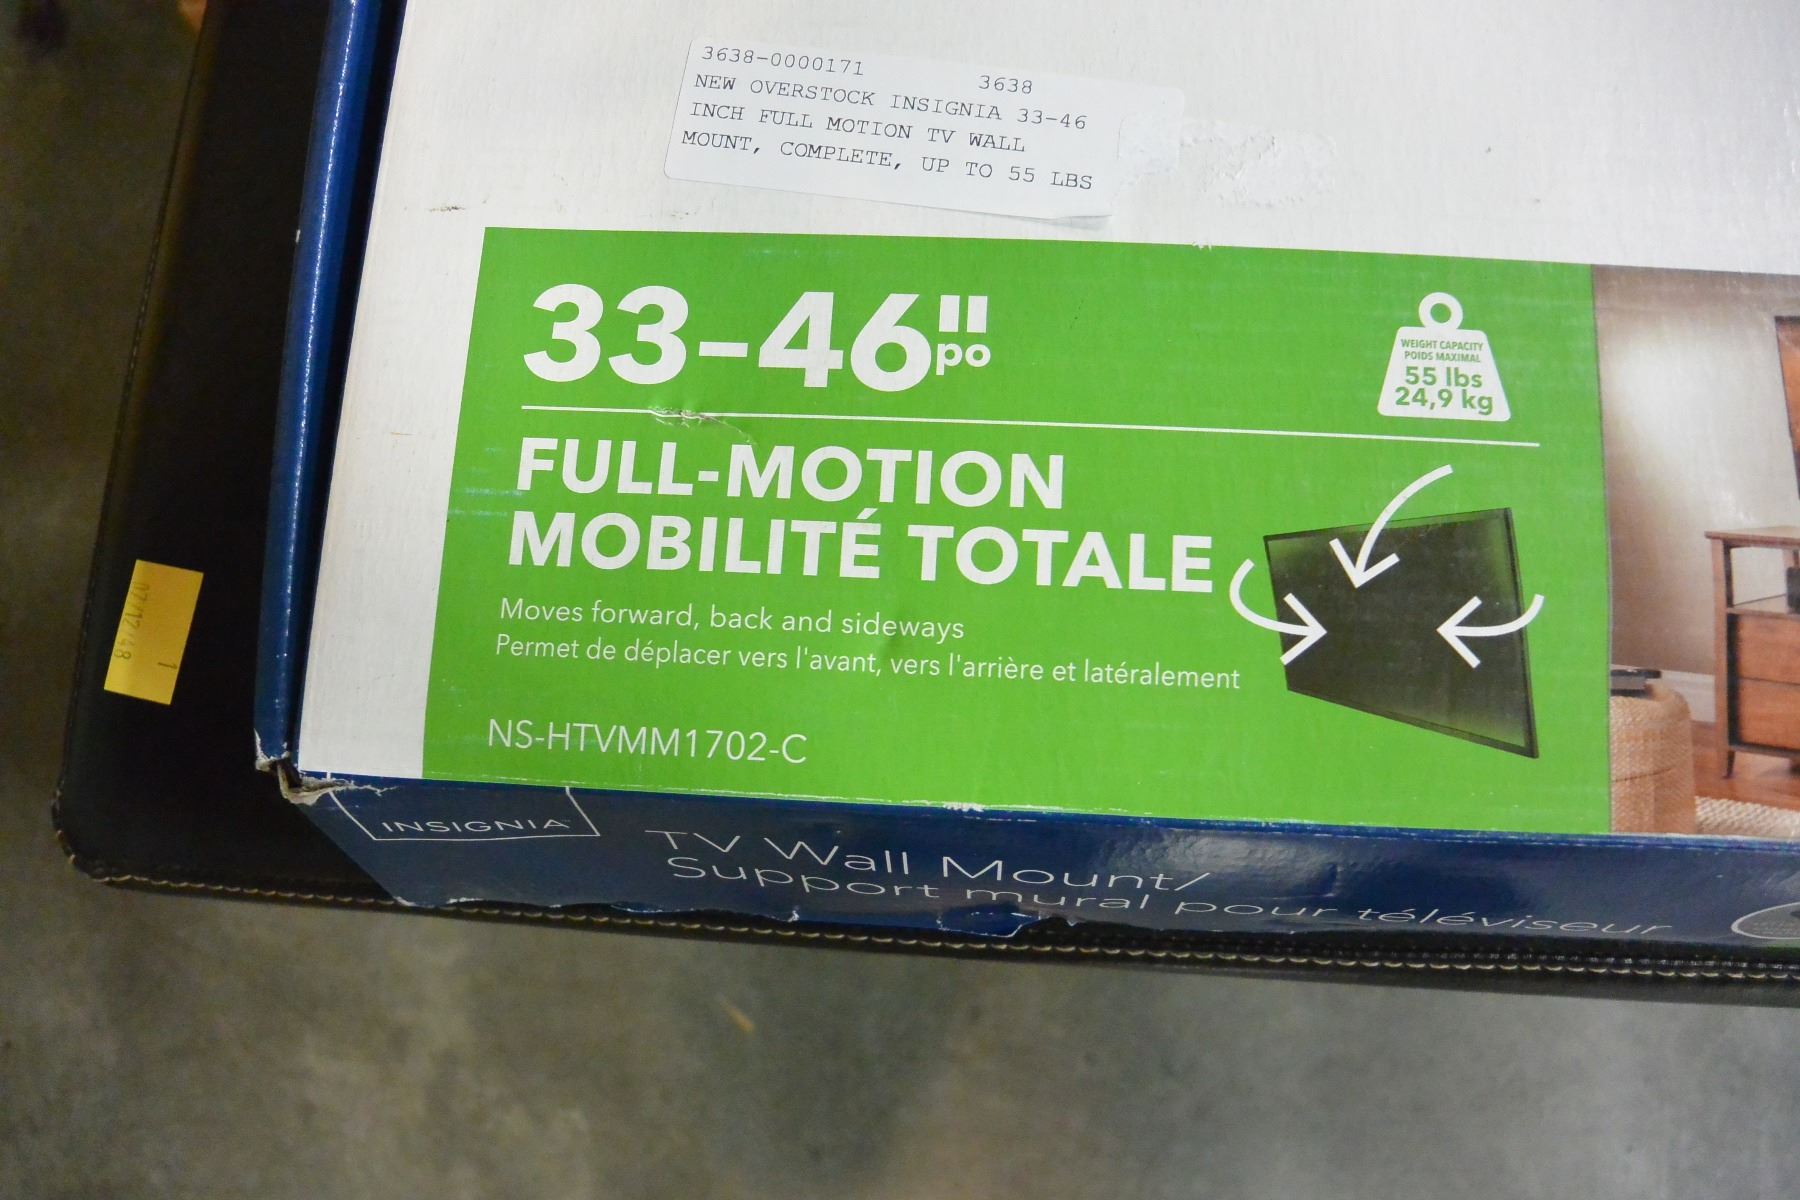 3638-0000171 3638
NEW OVERSTOCK INSIGNIA 33-46
INCH FULL MOTION TV WALL
MOUNT, COMPLETE, UP TO 55 LBS
33-46"
po
WEIGHT CAPACITY
POIDS MAXIMAL
55 lbs
24,9 kg
FULL-MOTION
MOBILITÉ TOTALE
Moves forward, back and sideways
Permet de déplacer vers l'avant, vers l'arrière et latéralement
NS-HTVMM1702-C
INSIGNIA™
TV Wall Mount/
Support mural pour téléviseur